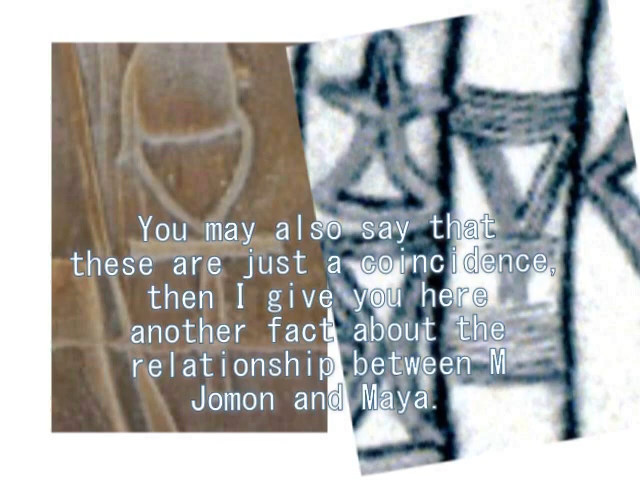 You may also say that
these are just a coincidence,
then I give you here
another fact about the
relationship between M
Jomon and Maya.